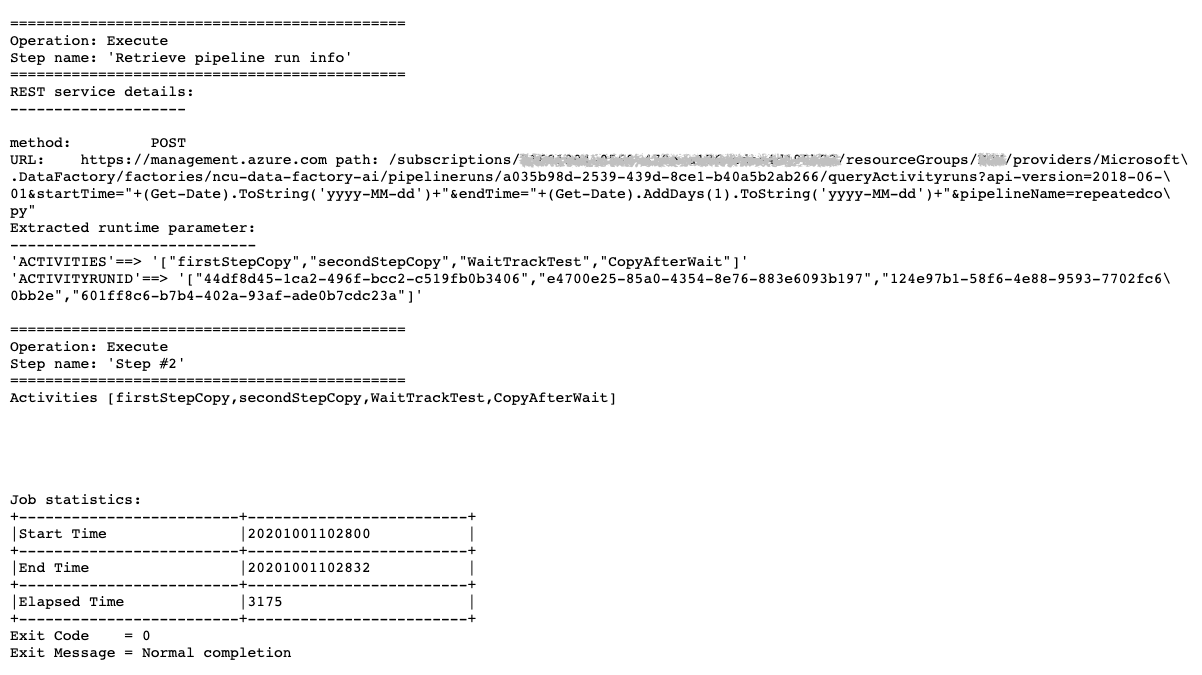 =============================================
Operation: Execute
Step name: 'Retrieve pipeline run info'
=============================================
REST service details:
--------------------
method:         POST
URL:    https://management.azure.com path: /subscriptions/ /resourceGroups/ /providers/Microsoft\
.DataFactory/factories/ncu-data-factory-ai/pipelineruns/a035b98d-2539-439d-8ce1-b40a5b2ab266/queryActivityruns?api-version=2018-06-\
01&startTime="+(Get-Date).ToString('yyyy-MM-dd')+"&endTime="+(Get-Date).AddDays(1).ToString('yyyy-MM-dd')+"&pipelineName=repeatedco\
py"
Extracted runtime parameter:
----------------------------
'ACTIVITIES'==> '["firstStepCopy","secondStepCopy","WaitTrackTest","CopyAfterWait"]'
'ACTIVITYRUNID'==> '["44df8d45-1ca2-496f-bcc2-c519fb0b3406","e4700e25-85a0-4354-8e76-883e6093b197","124e97b1-58f6-4e88-9593-7702fc6\
0bb2e","601ff8c6-b7b4-402a-93af-ade0b7cdc23a"]'
=============================================
Operation: Execute
Step name: 'Step #2'
=============================================
Activities [firstStepCopy,secondStepCopy,WaitTrackTest,CopyAfterWait]
Job statistics:
+-------------------------+-------------------------+
|Start Time               |20201001102800           |
+-------------------------+-------------------------+
|End Time                 |20201001102832           |
+-------------------------+-------------------------+
|Elapsed Time             |3175                     |
+-------------------------+-------------------------+
Exit Code    = 0
Exit Message = Normal completion